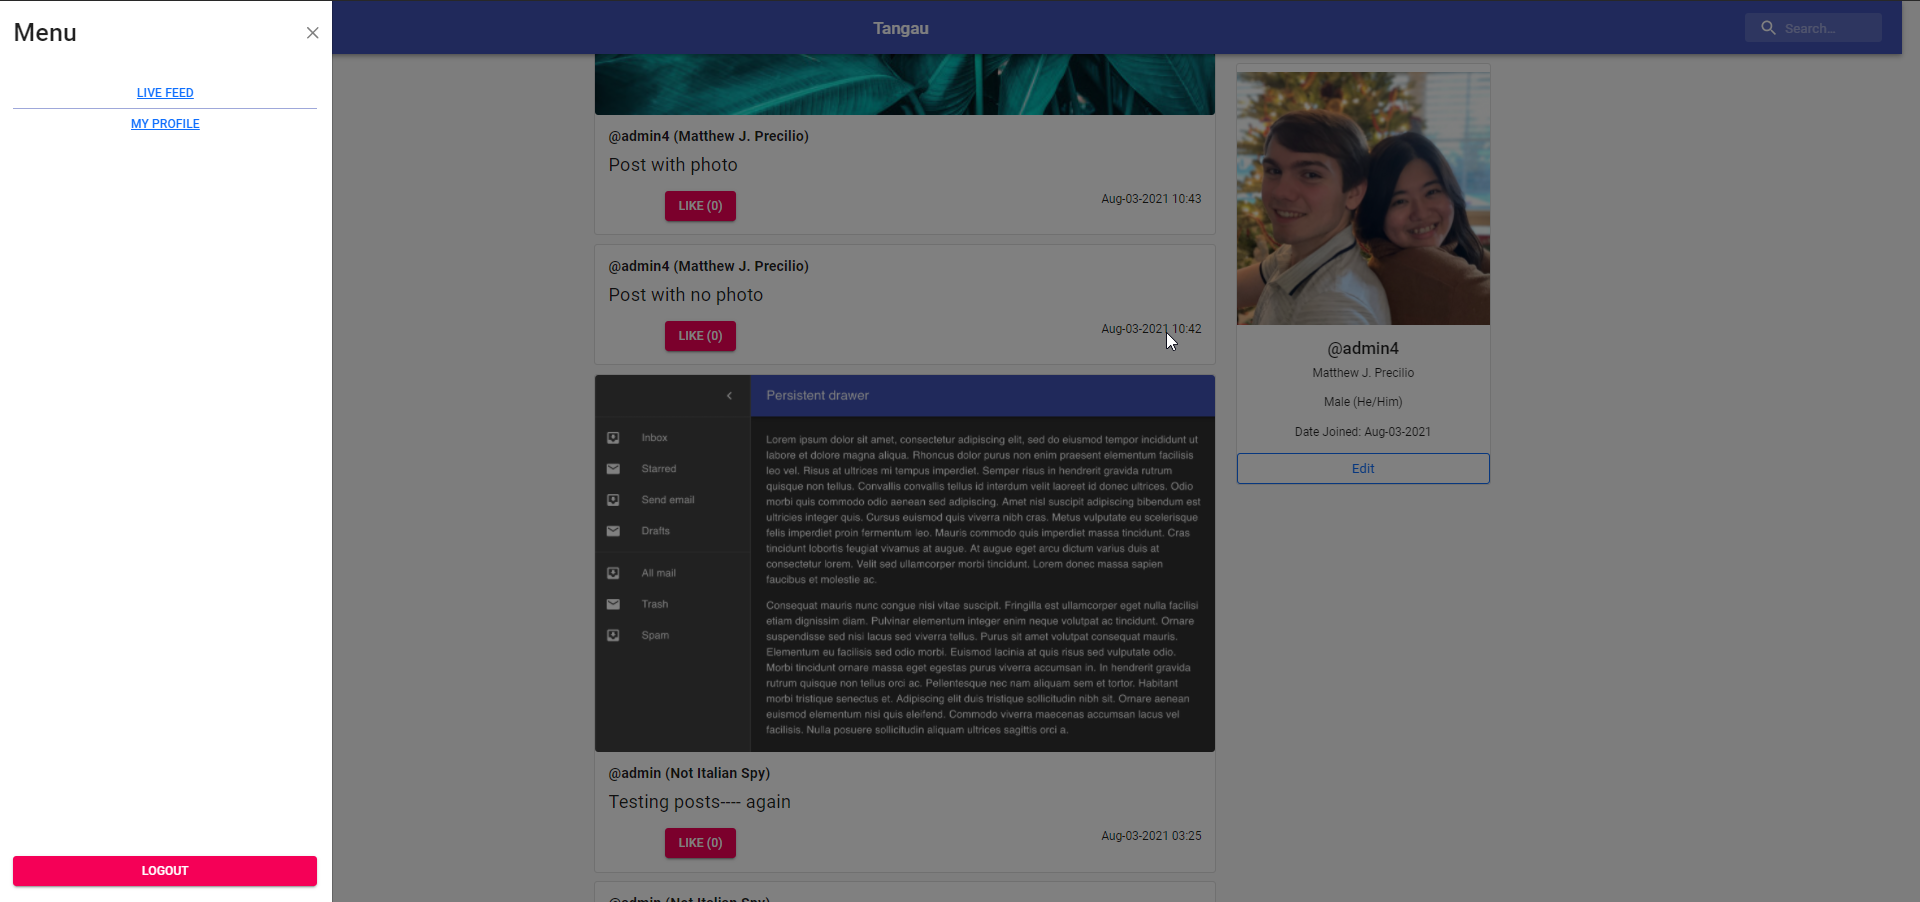 Menu
LIVE FEED
MY PROFILE
LOGOUT
Tangau
Search...
@admin4 (Matthew J. Precilio)
Post with photo
LIKE (0)
Aug-03-2021 10:43
@admin4 (Matthew J. Precilio)
Post with no photo
LIKE (0)
Aug-03-2021 10:42
Persistent drawer
Inbox
Starred
Send email
Drafts
All mail
Trash
Spam
Lorem ipsum dolor sit amet, consectetur adipiscing elit, sed do eiusmod tempor incididunt ut
labore et dolore magna aliqua. Rhoncus dolor purus non enim praesent elementum facilisis
leo vel. Risus at ultrices mi tempus imperdiet. Semper risus in hendrerit gravida rutrum
quisque non tellus. Convallis convallis tellus id interdum velit laoreet id donec ultrices. Odio
morbi quis commodo odio aenean sed adipiscing. Amet nisl suscipit adipiscing bibendum est
ultricies integer quis. Cursus euismod quis viverra nibh cras. Metus vulputate eu scelerisque
felis imperdiet proin fermentum leo. Mauris commodo quis imperdiet massa tincidunt. Cras
tincidunt lobortis feugiat vivamus at augue. At augue eget arcu dictum varius duis at
consectetur lorem. Velit sed ullamcorper morbi tincidunt. Lorem donec massa sapien
faucibus et molestie ac.
Consequat mauris nunc congue nisi vitae suscipit. Fringilla est ullamcorper eget nulla facilisi
etiam dignissim diam. Pulvinar elementum integer enim neque volutpat ac tincidunt. Ornare
suspendisse sed nisi lacus sed viverra tellus. Purus sit amet volutpat consequat mauris.
Elementum eu facilisis sed odio morbi. Euismod lacinia at quis risus sed vulputate odio.
Morbi tincidunt ornare massa eget egestas purus viverra accumsan in. In hendrerit gravida
rutrum quisque non tellus orci ac. Pellentesque nec nam aliquam sem et tortor. Habitant
morbi tristique senectus et. Adipiscing elit duis tristique sollicitudin nibh sit. Ornare aenean
euismod elementum nisi quis eleifend. Commodo viverra maecenas accumsan lacus vel
facilisis. Nulla posuere sollicitudin aliquam ultrices sagittis orci a.
@admin (Not Italian Spy)
Testing posts---- again
LIKE (0)
Aug-03-2021 03:25
@admin (Not Italian Spy)
@admin4
Matthew J. Precilio
Male (He/Him)
Date Joined: Aug-03-2021
Edit